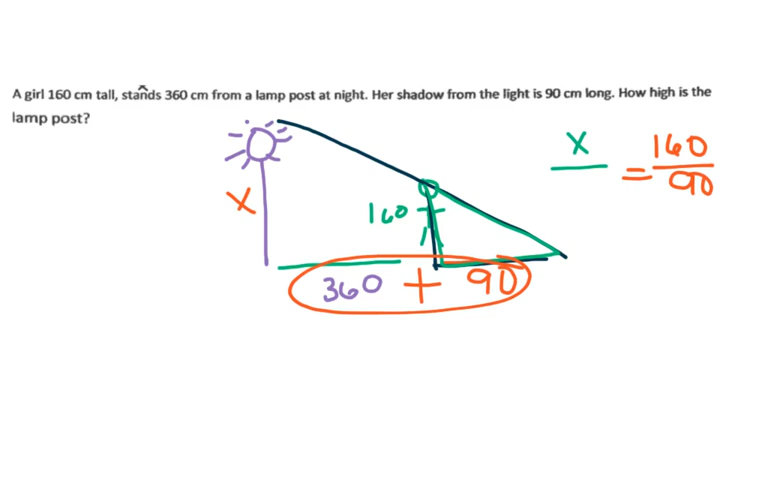 A girl 160 cm tall, stands 360 cm from a lamp post at night. Her shadow from the light is 90 cm long. How high is the
lamp post?
X = 160
90
X
160
360 + 90